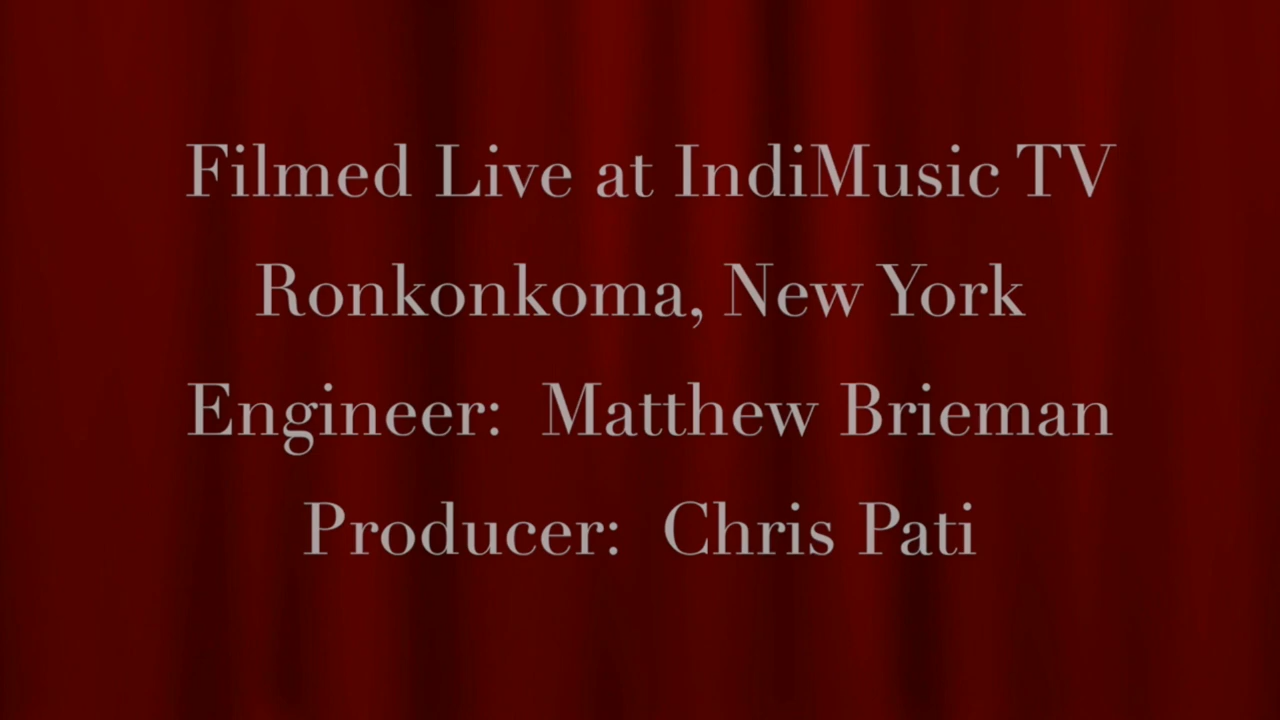 Filmed Live at IndiMusic TV
Ronkonkoma, New York
Engineer:  Matthew Brieman
Producer:  Chris Pati